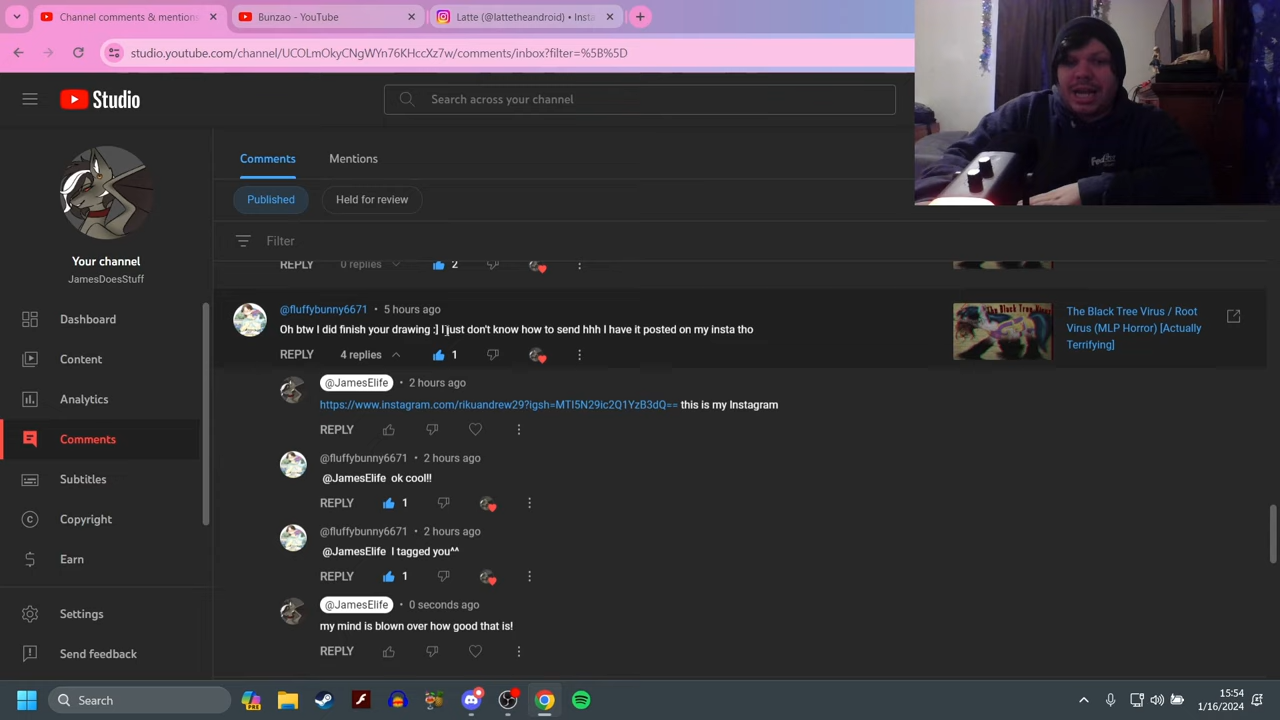 Channel comments & mention
Bunzao - YouTube
Latte (@lattetheandroid) • Insta
studio.youtube.com/channel/UCOLmOkyCNgWYn76KHccXz7w/comments/inbox?filter=%5B%5D
Studio
Search across your channel
Your channel
JamesDoesStuff
Dashboard
Content
Analytics
Comments
Subtitles
Copyright
Earn
Settings
Send feedback
Comments
Mentions
Published
Held for review
Filter
REPLY
0 replies
2
@fluffybunny6671 • 5 hours ago
Oh btw I did finish your drawing :] I just don't know how to send hhh I have it posted on my insta tho
REPLY
4 replies
1
The Black Tree Virus / Root
Virus (MLP Horror) [Actually
Terrifying]
The Black Tree Virus
@JamesElife • 2 hours ago
https://www.instagram.com/rikuandrew29?igsh=MTI5N29ic2Q1YzB3dQ== this is my Instagram
REPLY
@fluffybunny6671 • 2 hours ago
@JamesElife ok cool!!
REPLY
1
@fluffybunny6671 • 2 hours ago
@JamesElife I tagged you^^
REPLY
1
@JamesElife • 0 seconds ago
my mind is blown over how good that is!
REPLY
FedEx
Search
PRE
15:54
1/16/2024